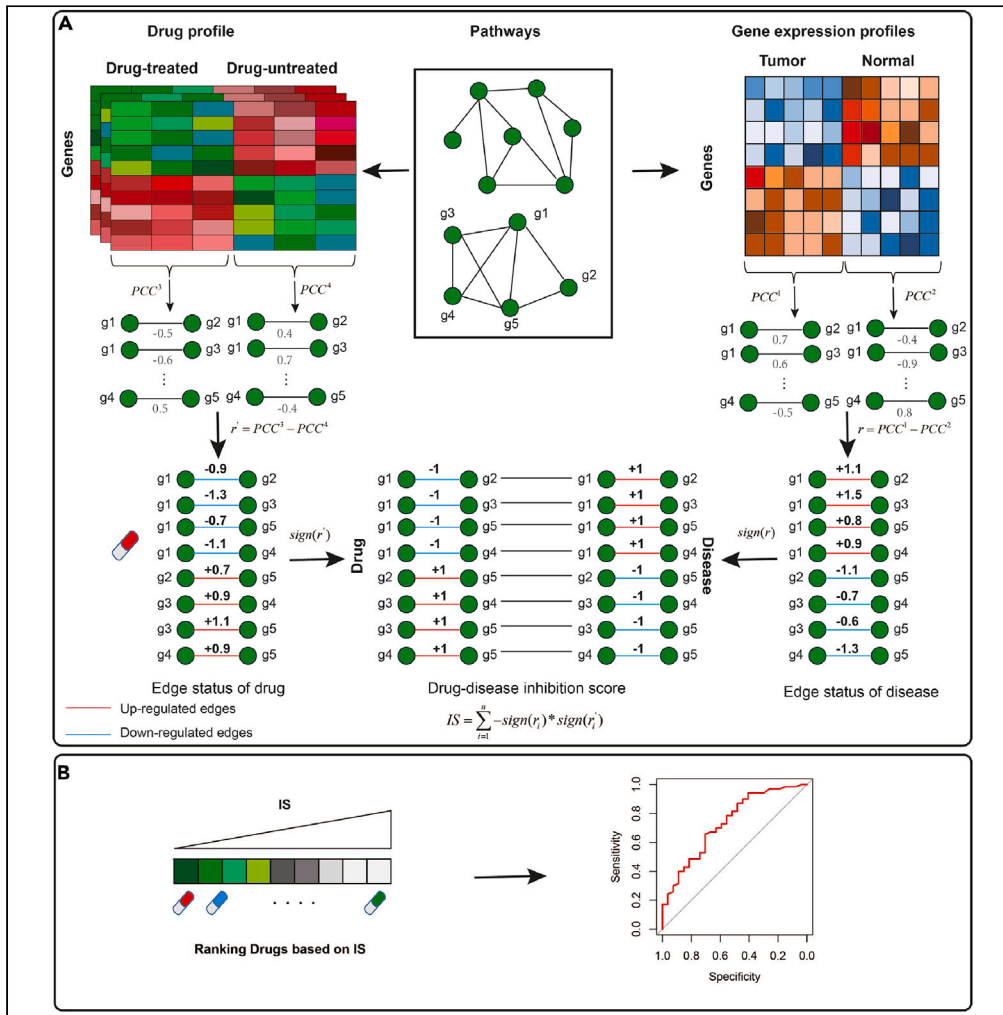 A
Drug profile
Pathways
Gene expression profiles
Drug-treated Drug-untreated
Tumor Normal
Genes
Genes
g3 g1
g2
g4 g5
PCC³ PCC⁴
PCC¹ PCC²
g1 -0.5 g2
g1 -0.6 g3
⋮
g4 0.5 g5
g1 0.4 g2
g1 0.7 g3
⋮
g4 -0.4 g5
g1 0.7 g2
g1 0.6 g3
⋮
g4 -0.5 g5
g1 -0.4 g2
g1 -0.9 g3
⋮
g4 0.8 g5
r' = PCC³ − PCC⁴
r = PCC¹ − PCC²
g1 -0.9 g2
g1 -1.3 g3
g1 -0.7 g5
g1 -1.1 g4
g2 +0.7 g5
g3 +0.9 g4
g3 +1.1 g5
g4 +0.9 g5
sign(r')
Drug
g1 -1 g2 g1 +1 g2
g1 -1 g3 g1 +1 g3
g1 -1 g5 g1 +1 g5
g1 -1 g4 g1 +1 g4
g2 +1 g5 g2 -1 g5
g3 +1 g4 g3 -1 g4
g3 +1 g5 g3 -1 g5
g4 +1 g5 g4 -1 g5
Disease
sign(r)
g1 +1.1 g2
g1 +1.5 g3
g1 +0.8 g5
g1 +0.9 g4
g2 -1.1 g5
g3 -0.7 g4
g3 -0.6 g5
g4 -1.3 g5
Edge status of drug
Drug-disease inhibition score
Edge status of disease
Up-regulated edges
Down-regulated edges
IS = ∑ⁿᵢ₌₁ −sign(rᵢ) * sign(rᵢ')
B
IS
. . . .
Ranking Drugs based on IS
Sensitivity
1.0
0.8
0.6
0.4
0.2
0.0
1.0 0.8 0.6 0.4 0.2 0.0
Specificity